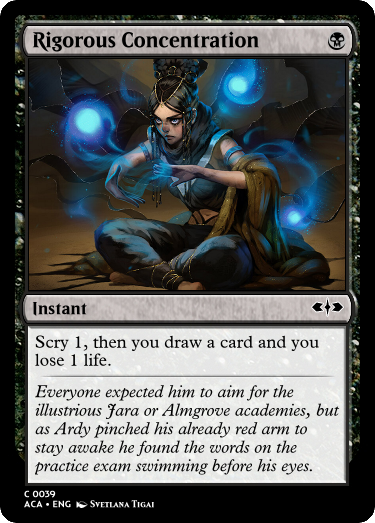 Rigorous Concentration
Instant
Scry 1, then you draw a card and you
lose 1 life.
Everyone expected him to aim for the
illustrious Jara or Almgrove academies, but
as Ardy pinched his already red arm to
stay awake he found the words on the
practice exam swimming before his eyes.
C 0039
ACA • ENG Svetlana Tigai